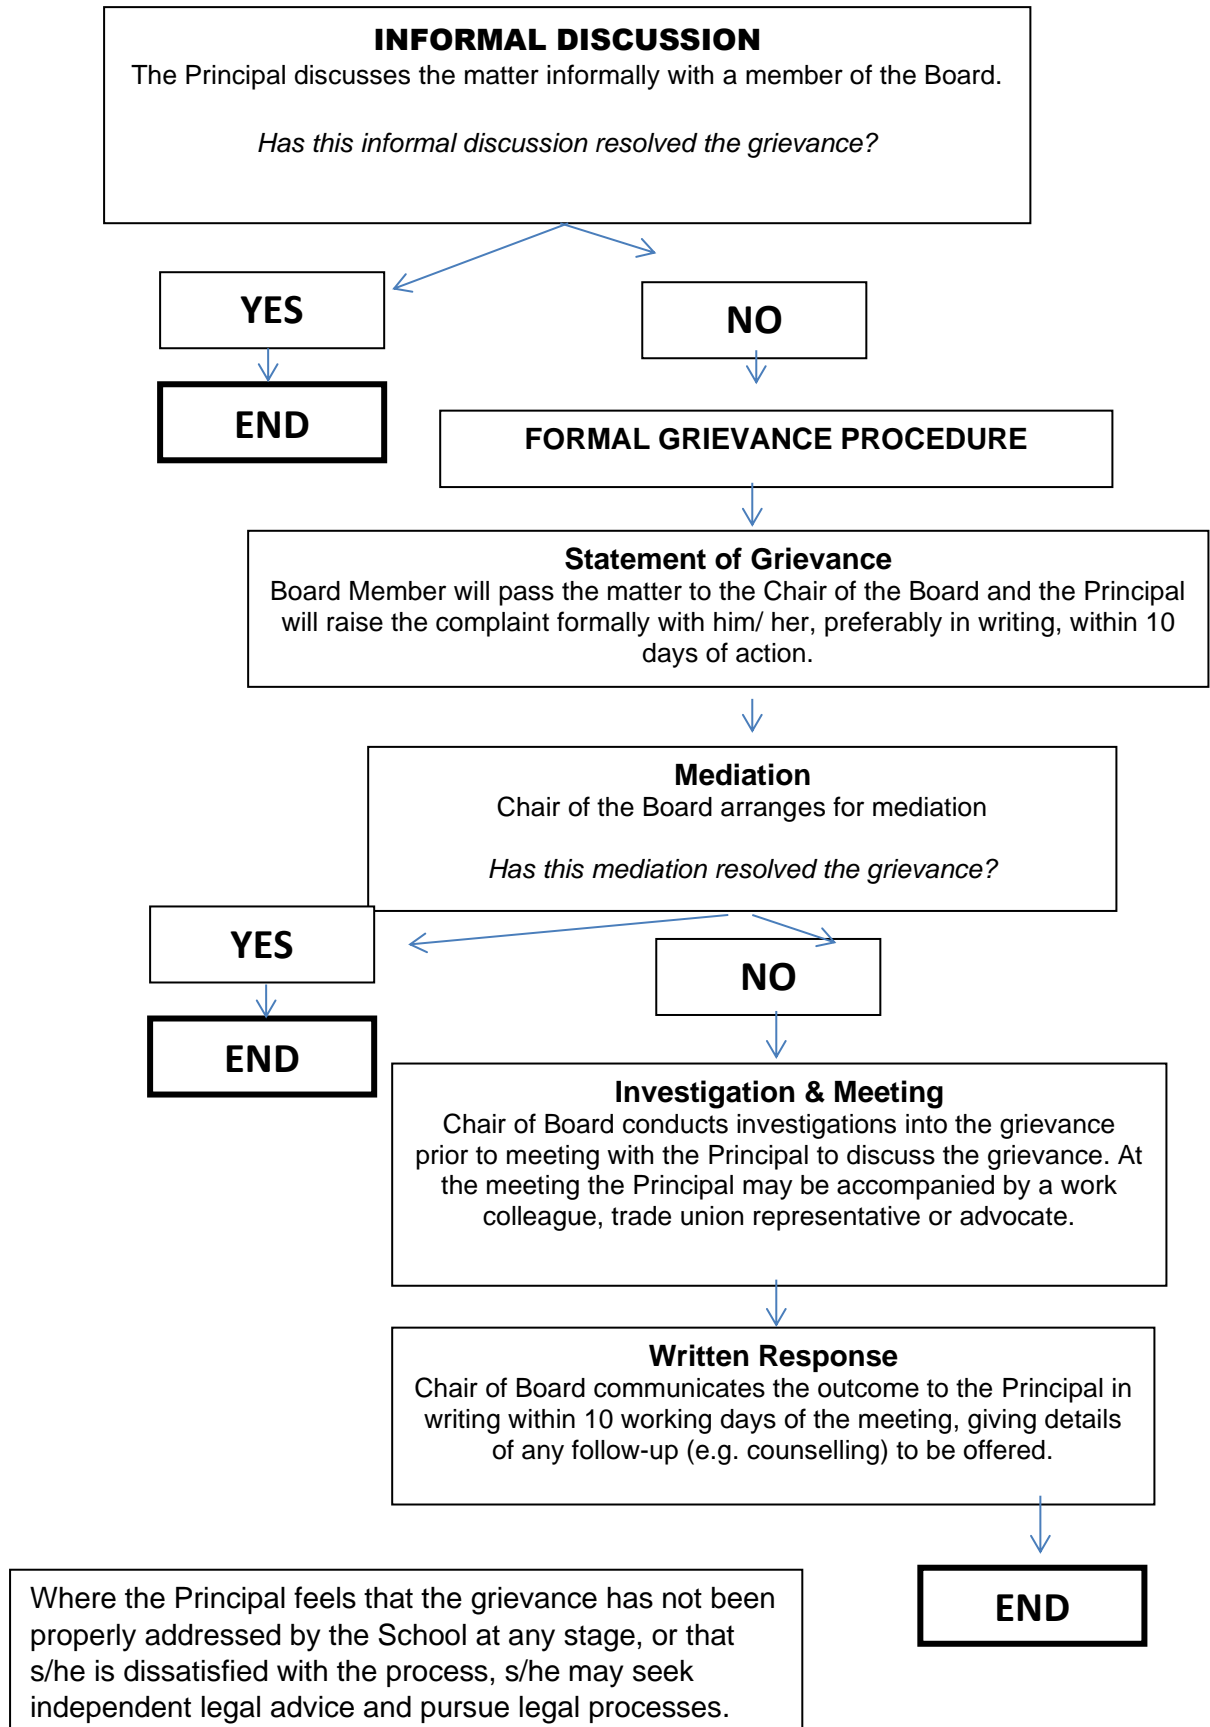 INFORMAL DISCUSSION
The Principal discusses the matter informally with a member of the Board.
Has this informal discussion resolved the grievance?
YES
NO
END
FORMAL GRIEVANCE PROCEDURE
Statement of Grievance
Board Member will pass the matter to the Chair of the Board and the Principal
will raise the complaint formally with him/ her, preferably in writing, within 10
days of action.
Mediation
Chair of the Board arranges for mediation
Has this mediation resolved the grievance?
YES
NO
END
Investigation & Meeting
Chair of Board conducts investigations into the grievance
prior to meeting with the Principal to discuss the grievance. At
the meeting the Principal may be accompanied by a work
colleague, trade union representative or advocate.
Written Response
Chair of Board communicates the outcome to the Principal in
writing within 10 working days of the meeting, giving details
of any follow-up (e.g. counselling) to be offered.
END
Where the Principal feels that the grievance has not been
properly addressed by the School at any stage, or that
s/he is dissatisfied with the process, s/he may seek
independent legal advice and pursue legal processes.